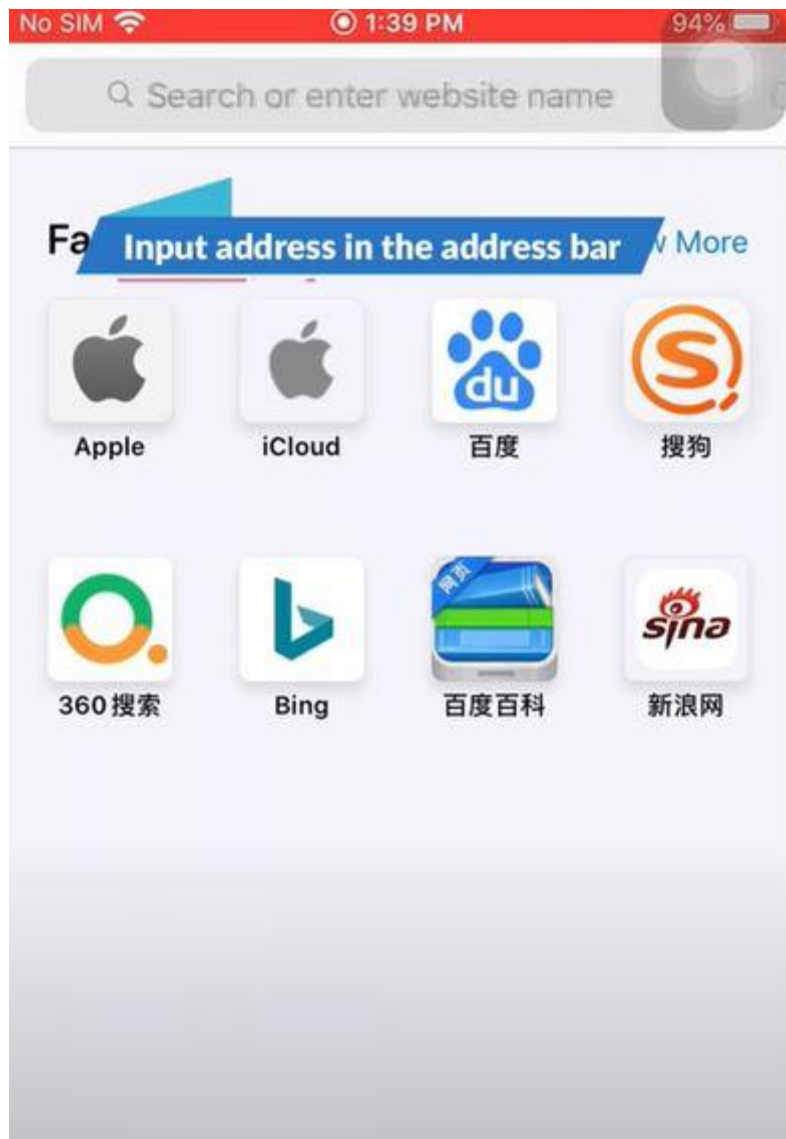 No SIM 1:39 PM 94%
Search or enter website name
Input address in the address bar
More
Apple iCloud 百度 搜狗
du S
网页
sina
360搜索 Bing 百度百科 新浪网